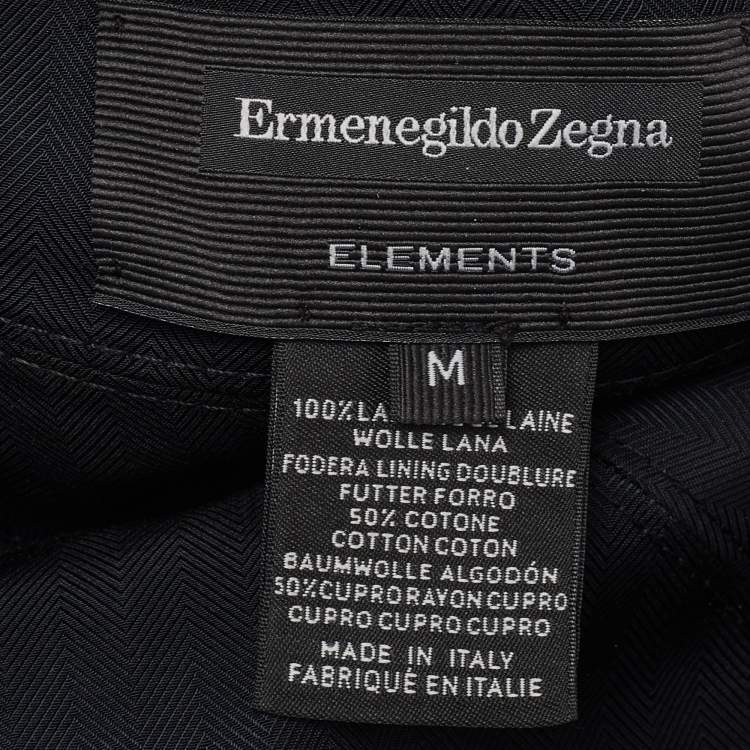 Ermenegildo Zegna
ELEMENTS
M
100% LAINE
WOLLE LANA
FODERA LINING DOUBLURE
FUTTER FORRO
50% COTONE
COTTON COTON
BAUMWOLLE ALGODÓN
50%CUPRO RAYON CUPRO
CUPRO CUPRO CUPRO
MADE IN ITALY
FABRIQUÉ EN ITALIE